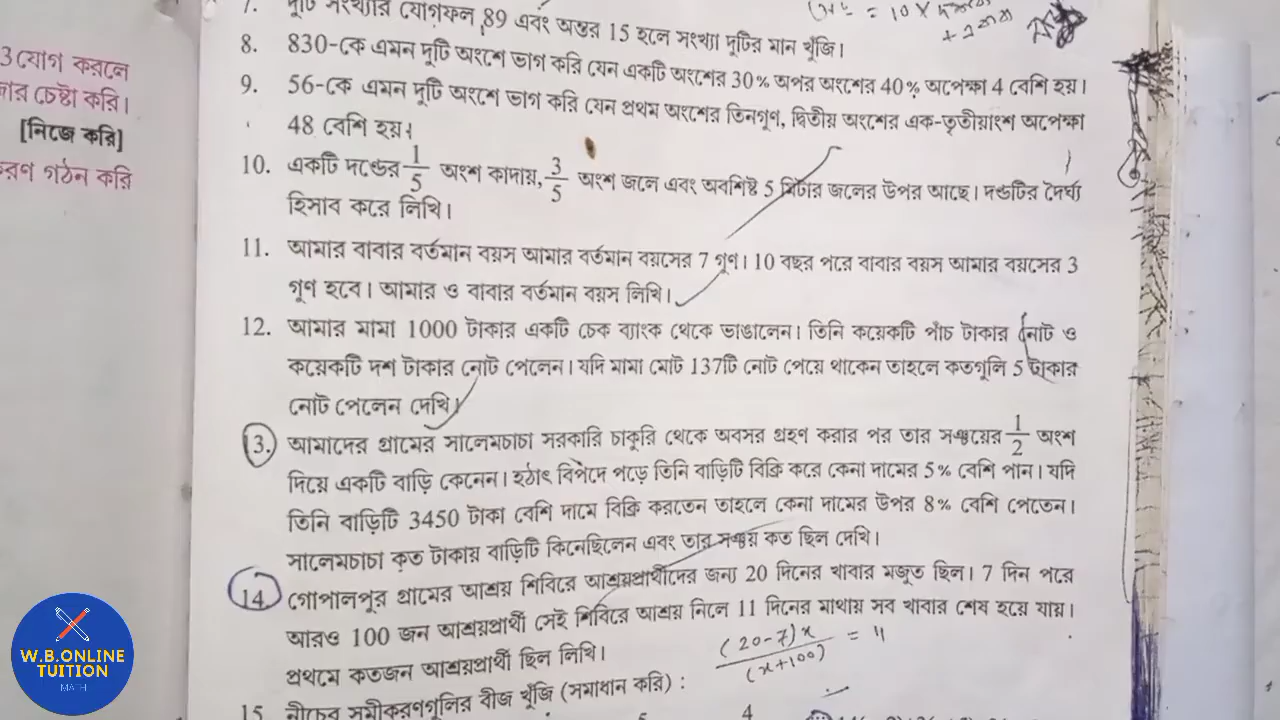 7. দুটি সংখ্যার যোগফল 89 এবং অন্তর 15 হলে সংখ্যা দুটির মান খুঁজি।
8. 830-কে এমন দুটি অংশে ভাগ করি যেন একটি অংশের 30% অপর অংশের 40% অপেক্ষা 4 বেশি হয়।
9. 56-কে এমন দুটি অংশে ভাগ করি যেন প্রথম অংশের তিনগুণ, দ্বিতীয় অংশের এক-তৃতীয়াংশ অপেক্ষা
48 বেশি হয়।
10. একটি দণ্ডের 1/5 অংশ কাদায়, 3/5 অংশ জলে এবং অবশিষ্ট 5 মিটার জলের উপর আছে। দণ্ডটির দৈর্ঘ্য
হিসাব করে লিখি।
11. আমার বাবার বর্তমান বয়স আমার বর্তমান বয়সের 7 গুণ। 10 বছর পরে বাবার বয়স আমার বয়সের 3
গুণ হবে। আমার ও বাবার বর্তমান বয়স লিখি।
12. আমার মামা 1000 টাকার একটি চেক ব্যাংক থেকে ভাঙালেন। তিনি কয়েকটি পাঁচ টাকার নোট ও
কয়েকটি দশ টাকার নোট পেলেন। যদি মামা মোট 137টি নোট পেয়ে থাকেন তাহলে কতগুলি 5 টাকার
নোট পেলেন দেখি।
13. আমাদের গ্রামের সালেমচাচা সরকারি চাকুরি থেকে অবসর গ্রহণ করার পর তার সঞ্চয়ের 1/2 অংশ
দিয়ে একটি বাড়ি কেনেন। হঠাৎ বিপদে পড়ে তিনি বাড়িটি বিক্রি করে কেনা দামের 5% বেশি পান। যদি
তিনি বাড়িটি 3450 টাকা বেশি দামে বিক্রি করতেন তাহলে কেনা দামের উপর 8% বেশি পেতেন।
সালেমচাচা কত টাকায় বাড়িটি কিনেছিলেন এবং তার সঞ্চয় কত ছিল দেখি।
14. গোপালপুর গ্রামের আশ্রয় শিবিরে আশ্রয়প্রার্থীদের জন্য 20 দিনের খাবার মজুত ছিল। 7 দিন পরে
আরও 100 জন আশ্রয়প্রার্থী সেই শিবিরে আশ্রয় নিলে 11 দিনের মাথায় সব খাবার শেষ হয়ে যায়।
প্রথমে কতজন আশ্রয়প্রার্থী ছিল লিখি।
(20-7)x / (x+100) = 11
15. নীচের সমীকরণগুলির বীজ খুঁজি (সমাধান করি) :
3 যোগ করলে
চেষ্টা করি।
[নিজে করি]
গঠন করি
W.B.ONLINE
TUITION
MATH